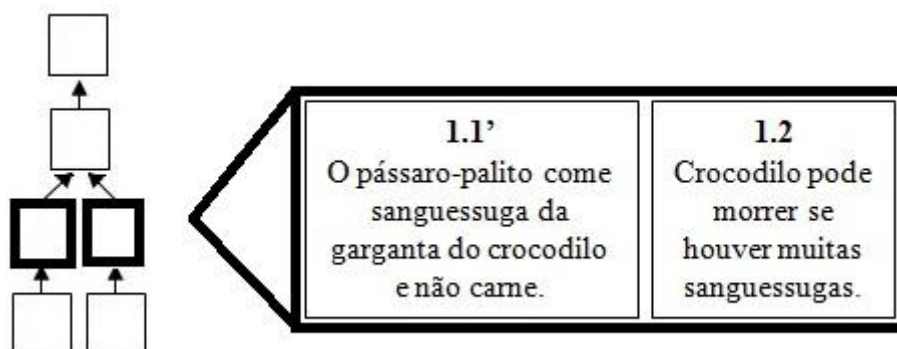 1.1’
O pássaro-palito come
sanguessuga da
garganta do crocodilo
e não carne.
1.2
Crocodilo pode
morrer se
houver muitas
sanguessugas.